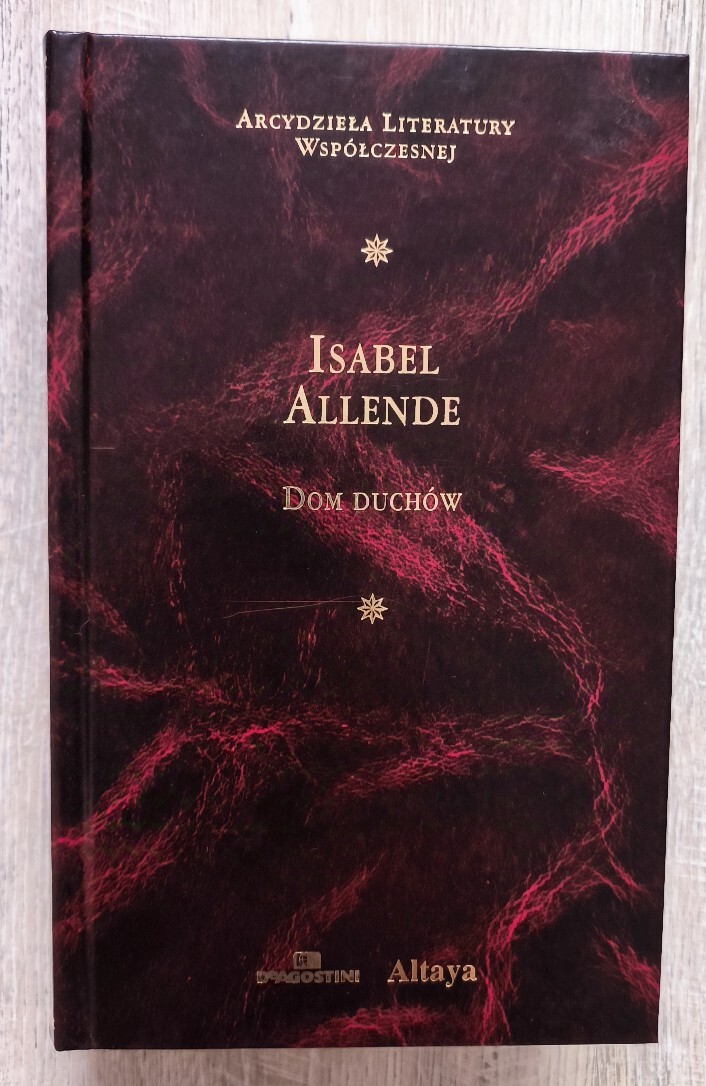 Arcydzieła Literatury
Współczesnej
Isabel
Allende
Dom duchów
DeAGOSTINI Altaya